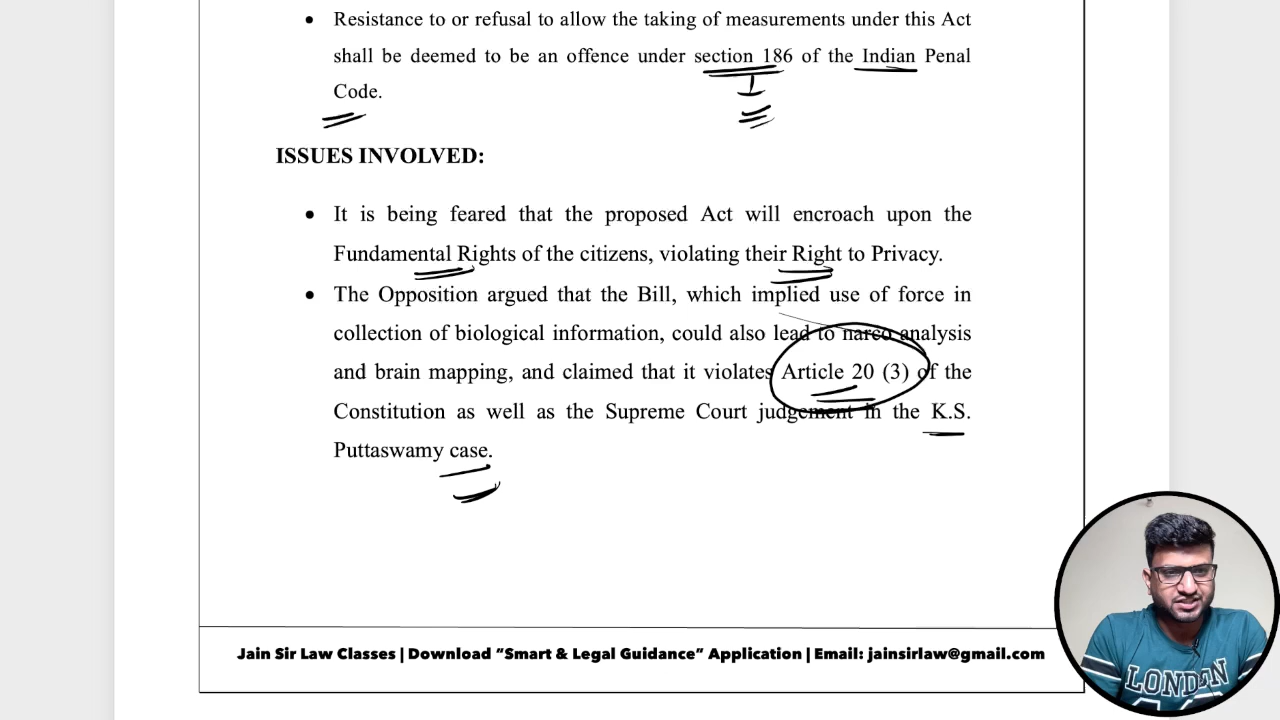 • Resistance to or refusal to allow the taking of measurements under this Act
shall be deemed to be an offence under section 186 of the Indian Penal
Code.
ISSUES INVOLVED:
• It is being feared that the proposed Act will encroach upon the
Fundamental Rights of the citizens, violating their Right to Privacy.
• The Opposition argued that the Bill, which implied use of force in
collection of biological information, could also lead to narco analysis
and brain mapping, and claimed that it violates Article 20 (3) of the
Constitution as well as the Supreme Court judgement in the K.S.
Puttaswamy case.
Jain Sir Law Classes | Download “Smart & Legal Guidance” Application | Email: jainsirlaw@gmail.com
LONDON